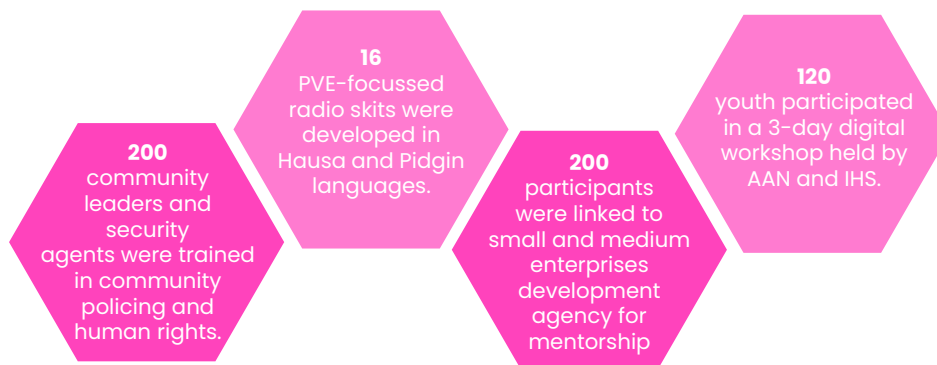 200
community
leaders and
security
agents were trained
in community
policing and
human rights.
16
PVE-focussed
radio skits were
developed in
Hausa and Pidgin
languages.
200
participants
were linked to
small and medium
enterprises
development
agency for
mentorship
120
youth participated
in a 3-day digital
workshop held by
AAN and IHS.